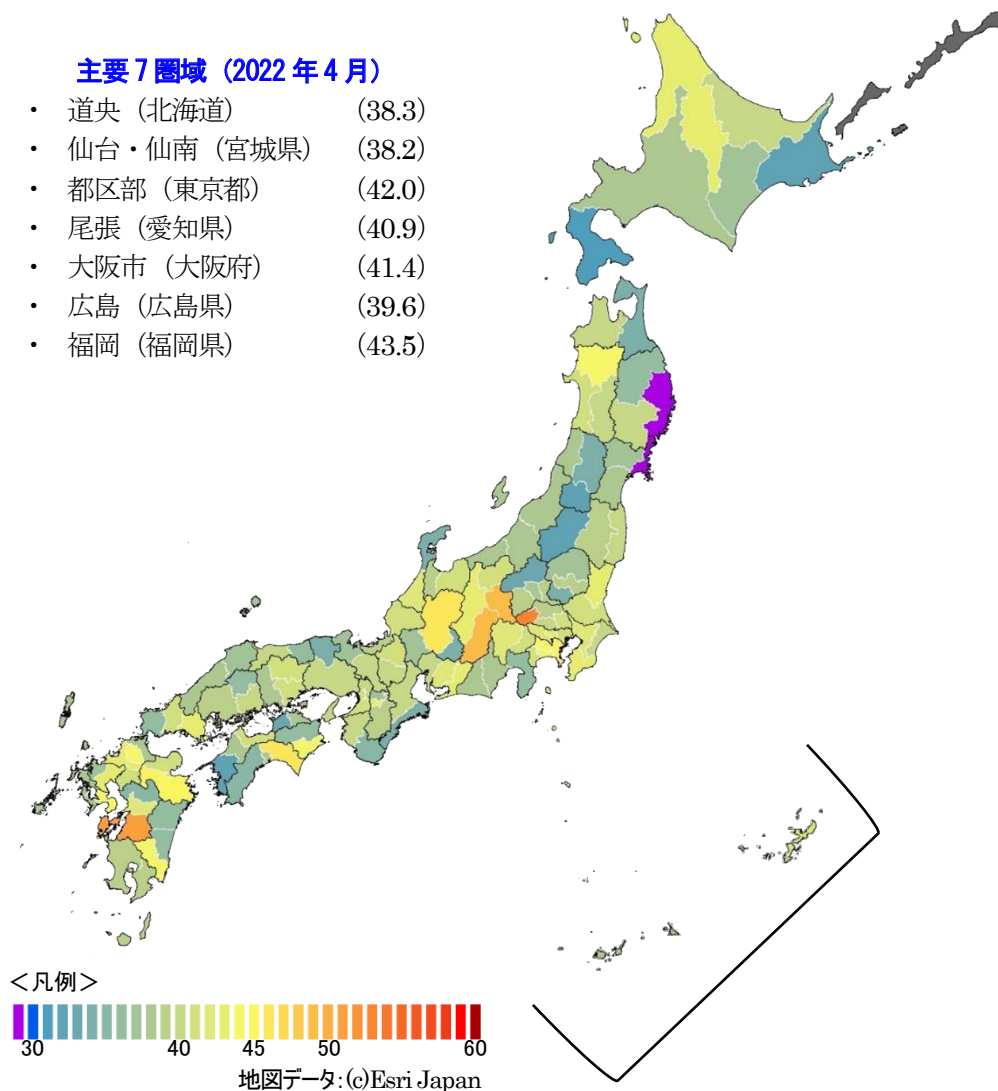 主要7圏域（2022年4月）
・ 道央（北海道） (38.3)
・ 仙台・仙南（宮城県） (38.2)
・ 都区部（東京都） (42.0)
・ 尾張（愛知県） (40.9)
・ 大阪市（大阪府） (41.4)
・ 広島（広島県） (39.6)
・ 福岡（福岡県） (43.5)
＜凡例＞
30 40 45 50 60
地図データ：(c)Esri Japan